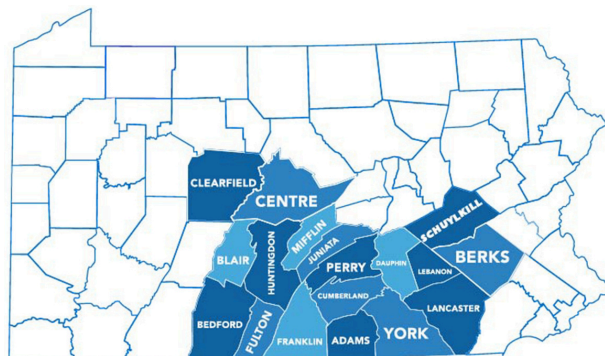 CLEARFIELD
CENTRE
SCHUYLKILL
MIFFLIN
BLAIR
HUNTINGDON
JUNIATA
PERRY
DAUPHIN
BERKS
LEBANON
CUMBERLAND
LANCASTER
BEDFORD
FULTON
FRANKLIN
ADAMS
YORK